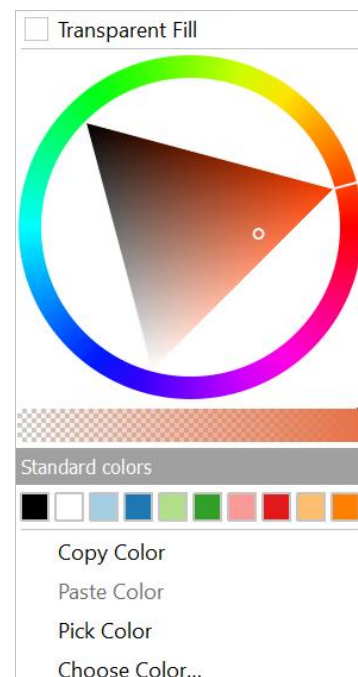 Transparent Fill
Standard colors
Copy Color
Paste Color
Pick Color
Choose Color...